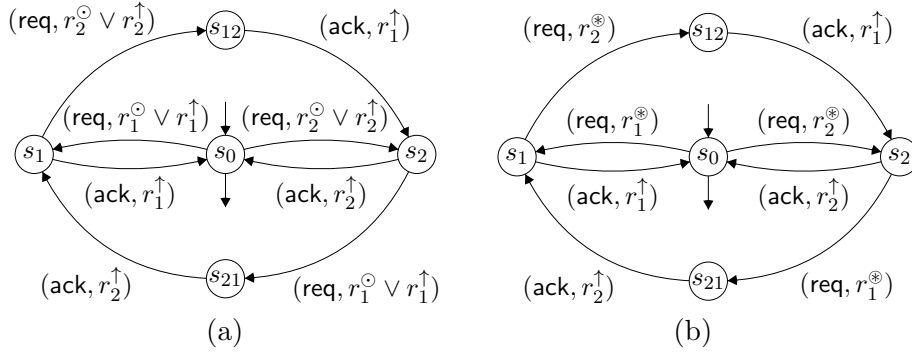 (req, r₂^⊙ ∨ r₂^↑) s₁₂ (ack, r₁^↑) (req, r₂^⊛) s₁₂ (ack, r₁^↑)
(req, r₁^⊙ ∨ r₁^↑) (req, r₂^⊙ ∨ r₂^↑) (req, r₁^⊛) (req, r₂^⊛)
s₁ s₀ s₂ s₁ s₀ s₂
(ack, r₁^↑) (ack, r₂^↑) (ack, r₁^↑) (ack, r₂^↑)
(ack, r₂^↑) s₂₁ (req, r₁^⊙ ∨ r₁^↑) (ack, r₂^↑) s₂₁ (req, r₁^⊛)
(a) (b)